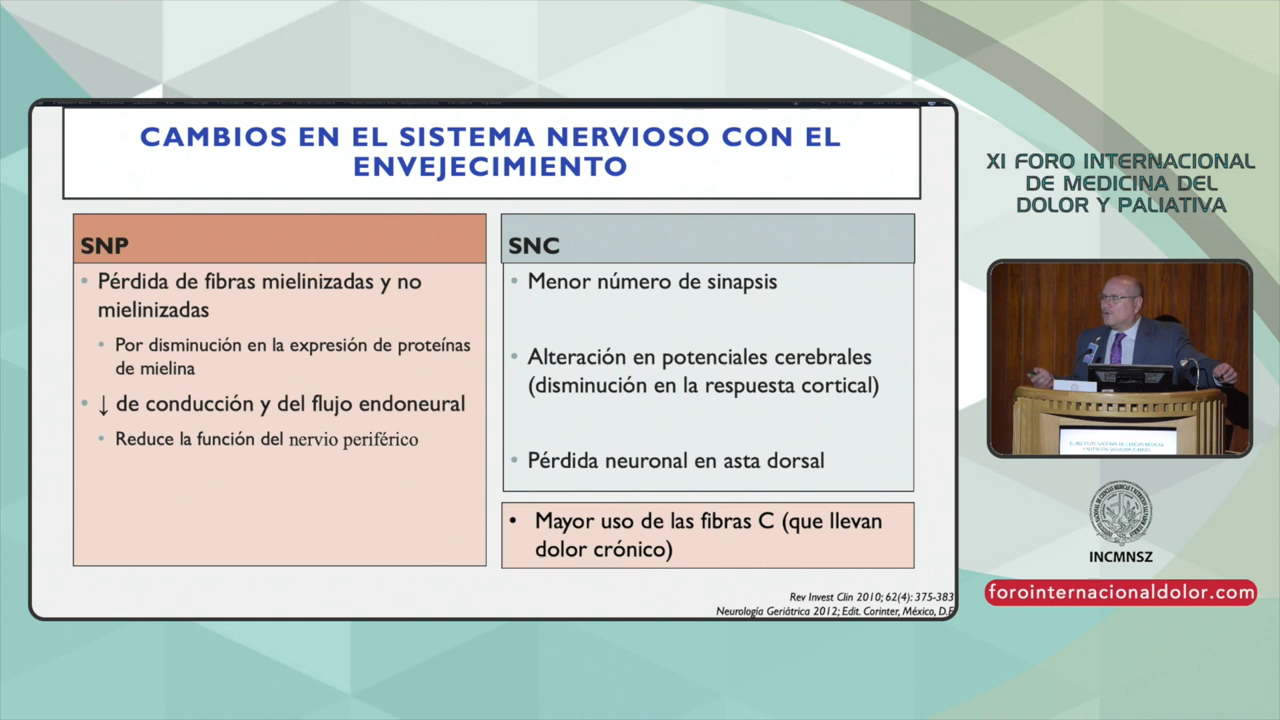 CAMBIOS EN EL SISTEMA NERVIOSO CON EL
ENVEJECIMIENTO
SNP
• Pérdida de fibras mielinizadas y no
mielinizadas
• Por disminución en la expresión de proteínas
de mielina
• ↓ de conducción y del flujo endoneural
• Reduce la función del nervio periférico
SNC
• Menor número de sinapsis
• Alteración en potenciales cerebrales
(disminución en la respuesta cortical)
• Pérdida neuronal en asta dorsal
• Mayor uso de las fibras C (que llevan
dolor crónico)
Rev Invest Clin 2010; 62(4): 375-383
Neurología Geriátrica 2012; Edit. Corinter, México, D.F
XI FORO INTERNACIONAL
DE MEDICINA DEL
DOLOR Y PALIATIVA
INCMNSZ
forointernacionaldolor.com